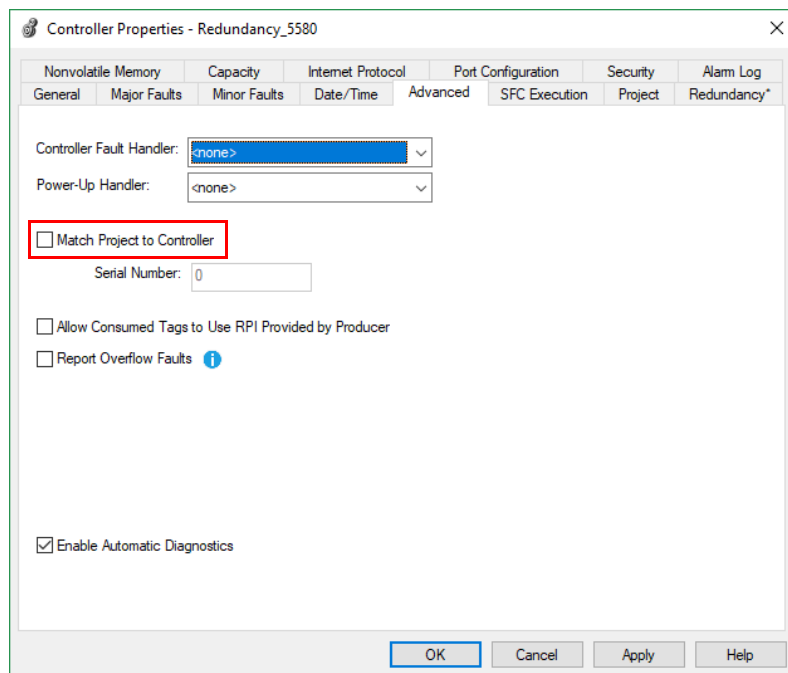 Controller Properties - Redundancy_5580
Nonvolatile Memory Capacity Internet Protocol Port Configuration Security Alarm Log
General Major Faults Minor Faults Date/Time Advanced SFC Execution Project Redundancy*
Controller Fault Handler: <none>
Power-Up Handler: <none>
Match Project to Controller
Serial Number: 0
Allow Consumed Tags to Use RPI Provided by Producer
Report Overflow Faults i
Enable Automatic Diagnostics
OK Cancel Apply Help